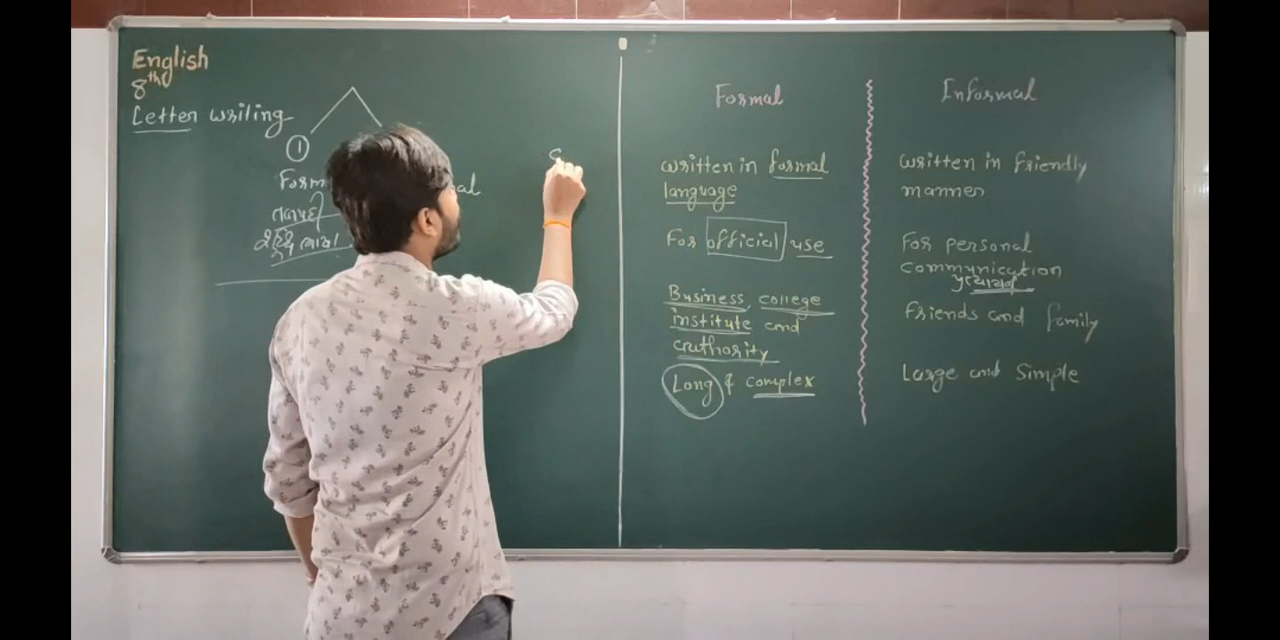 English
8th
Letter writing
1
Form
al
Formal
written in formal
language
For official use
Business, college
institute and
authority
Long & complex
Informal
written in friendly
manner
For personal
communication
friends and family
Large and simple